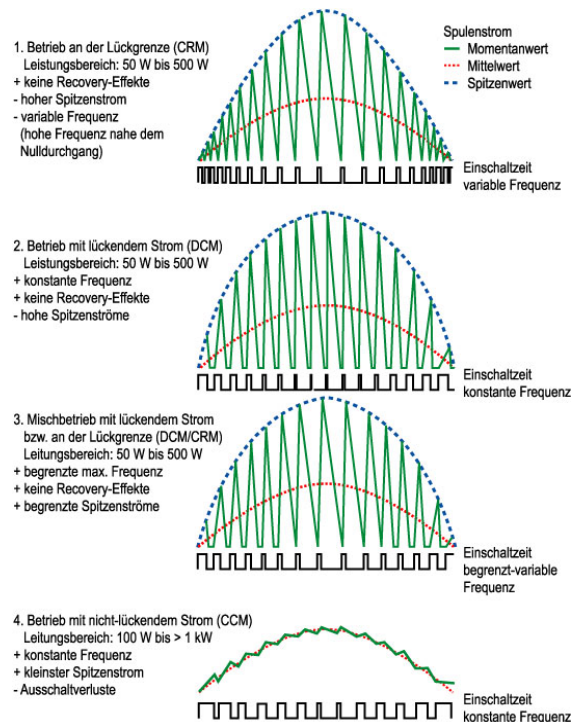 1. Betrieb an der Lückgrenze (CRM)
Leistungsbereich: 50 W bis 500 W
+ keine Recovery-Effekte
- hoher Spitzenstrom
- variable Frequenz
(hohe Frequenz nahe dem
Nulldurchgang)
Spulenstrom
Momentanwert
Mittelwert
Spitzenwert
Einschaltzeit
variable Frequenz
2. Betrieb mit lückendem Strom (DCM)
Leistungsbereich: 50 W bis 500 W
+ konstante Frequenz
+ keine Recovery-Effekte
- hohe Spitzenströme
Einschaltzeit
konstante Frequenz
3. Mischbetrieb mit lückendem Strom
bzw. an der Lückgrenze (DCM/CRM)
Leitungsbereich: 50 W bis 500 W
+ begrenzte max. Frequenz
+ keine Recovery-Effekte
+ begrenzte Spitzenströme
Einschaltzeit
begrenzt-variable
Frequenz
4. Betrieb mit nicht-lückendem Strom (CCM)
Leitungsbereich: 100 W bis > 1 kW
+ konstante Frequenz
+ kleinster Spitzenstrom
- Ausschaltverluste
Einschaltzeit
konstante Frequenz